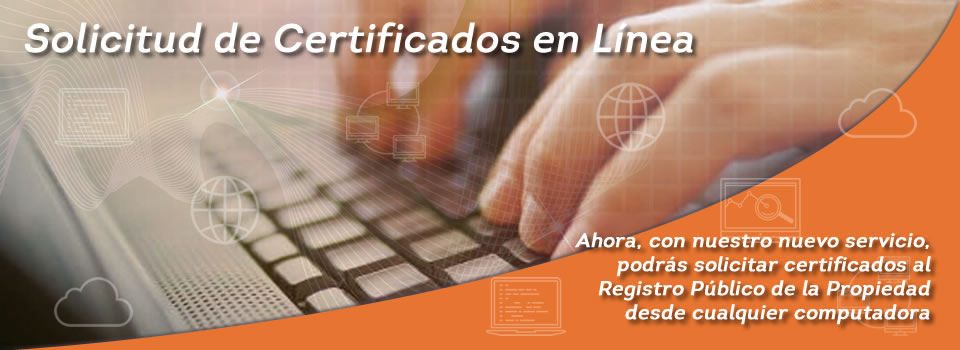 Solicitud de Certificados en Línea
Ahora, con nuestro nuevo servicio,
podrás solicitar certificados al
Registro Público de la Propiedad
desde cualquier computadora